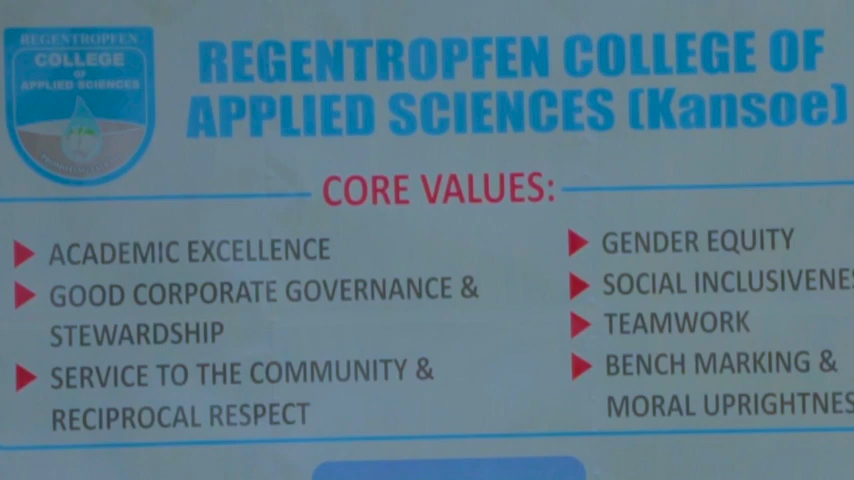 REGENTROPFEN
COLLEGE
OF
APPLIED SCIENCES
REGENTROPFEN COLLEGE OF
APPLIED SCIENCES (Kansoe)
CORE VALUES:
ACADEMIC EXCELLENCE
GOOD CORPORATE GOVERNANCE &
STEWARDSHIP
SERVICE TO THE COMMUNITY &
RECIPROCAL RESPECT
GENDER EQUITY
SOCIAL INCLUSIVENES
TEAMWORK
BENCH MARKING &
MORAL UPRIGHTNES